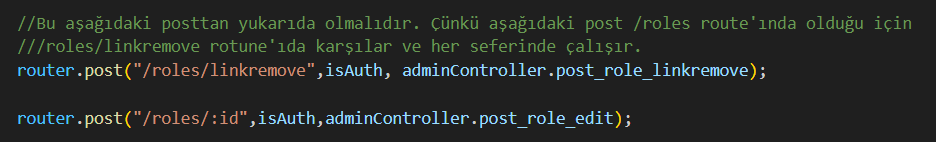 //Bu aşağıdaki posttan yukarıda olmalıdır. Çünkü aşağıdaki post /roles route'ında olduğu için
///roles/linkremove rotune'ıda karşılar ve her seferinde çalışır.
router.post("/roles/linkremove",isAuth, adminController.post_role_linkremove);
router.post("/roles/:id",isAuth,adminController.post_role_edit);